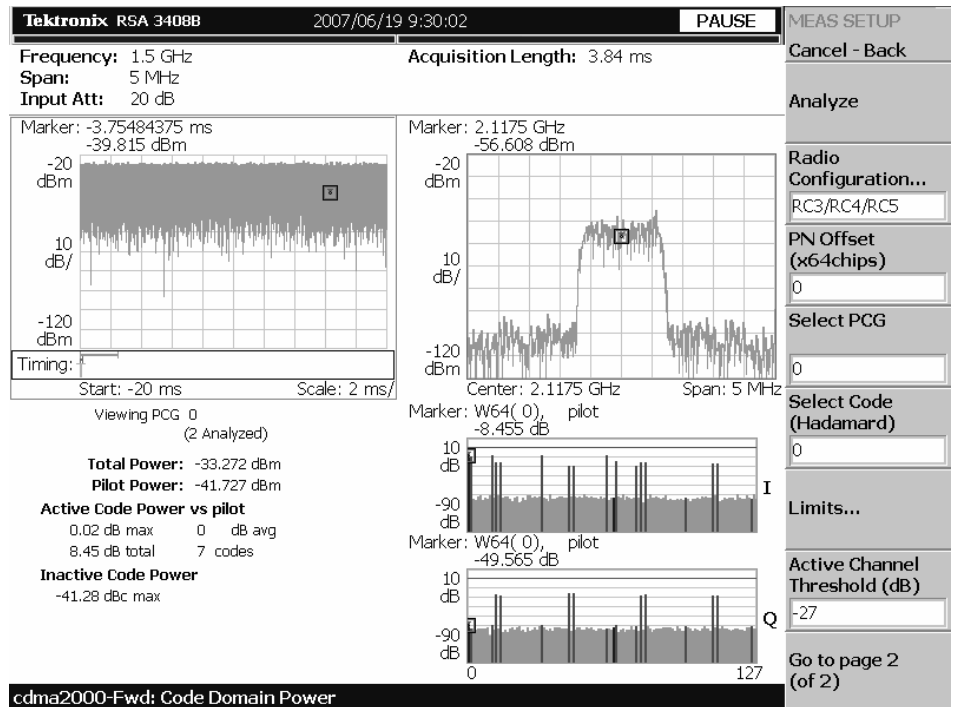 Tektronix RSA 3408B 2007/06/19 9:30:02 PAUSE
Frequency: 1.5 GHz
Span: 5 MHz
Input Att: 20 dB
Acquisition Length: 3.84 ms
Marker: -3.75484375 ms
-39.815 dBm
-20
dBm
10
dB/
-120
dBm
Timing:
Start: -20 ms Scale: 2 ms/
Marker: 2.1175 GHz
-56.608 dBm
-20
dBm
10
dB/
-120
dBm
Center: 2.1175 GHz Span: 5 MHz
Viewing PCG 0
(2 Analyzed)
Total Power: -33.272 dBm
Pilot Power: -41.727 dBm
Active Code Power vs pilot
0.02 dB max 0 dB avg
8.45 dB total 7 codes
Inactive Code Power
-41.28 dBc max
Marker: W64( 0), pilot
-8.455 dB
10
dB
-90
dB
I
Marker: W64( 0), pilot
-49.565 dB
10
dB
-90
dB
Q
0 127
cdma2000-Fwd: Code Domain Power
MEAS SETUP
Cancel - Back
Analyze
Radio
Configuration...
RC3/RC4/RC5
PN Offset
(x64chips)
0
Select PCG
0
Select Code
(Hadamard)
0
Limits...
Active Channel
Threshold (dB)
-27
Go to page 2
(of 2)